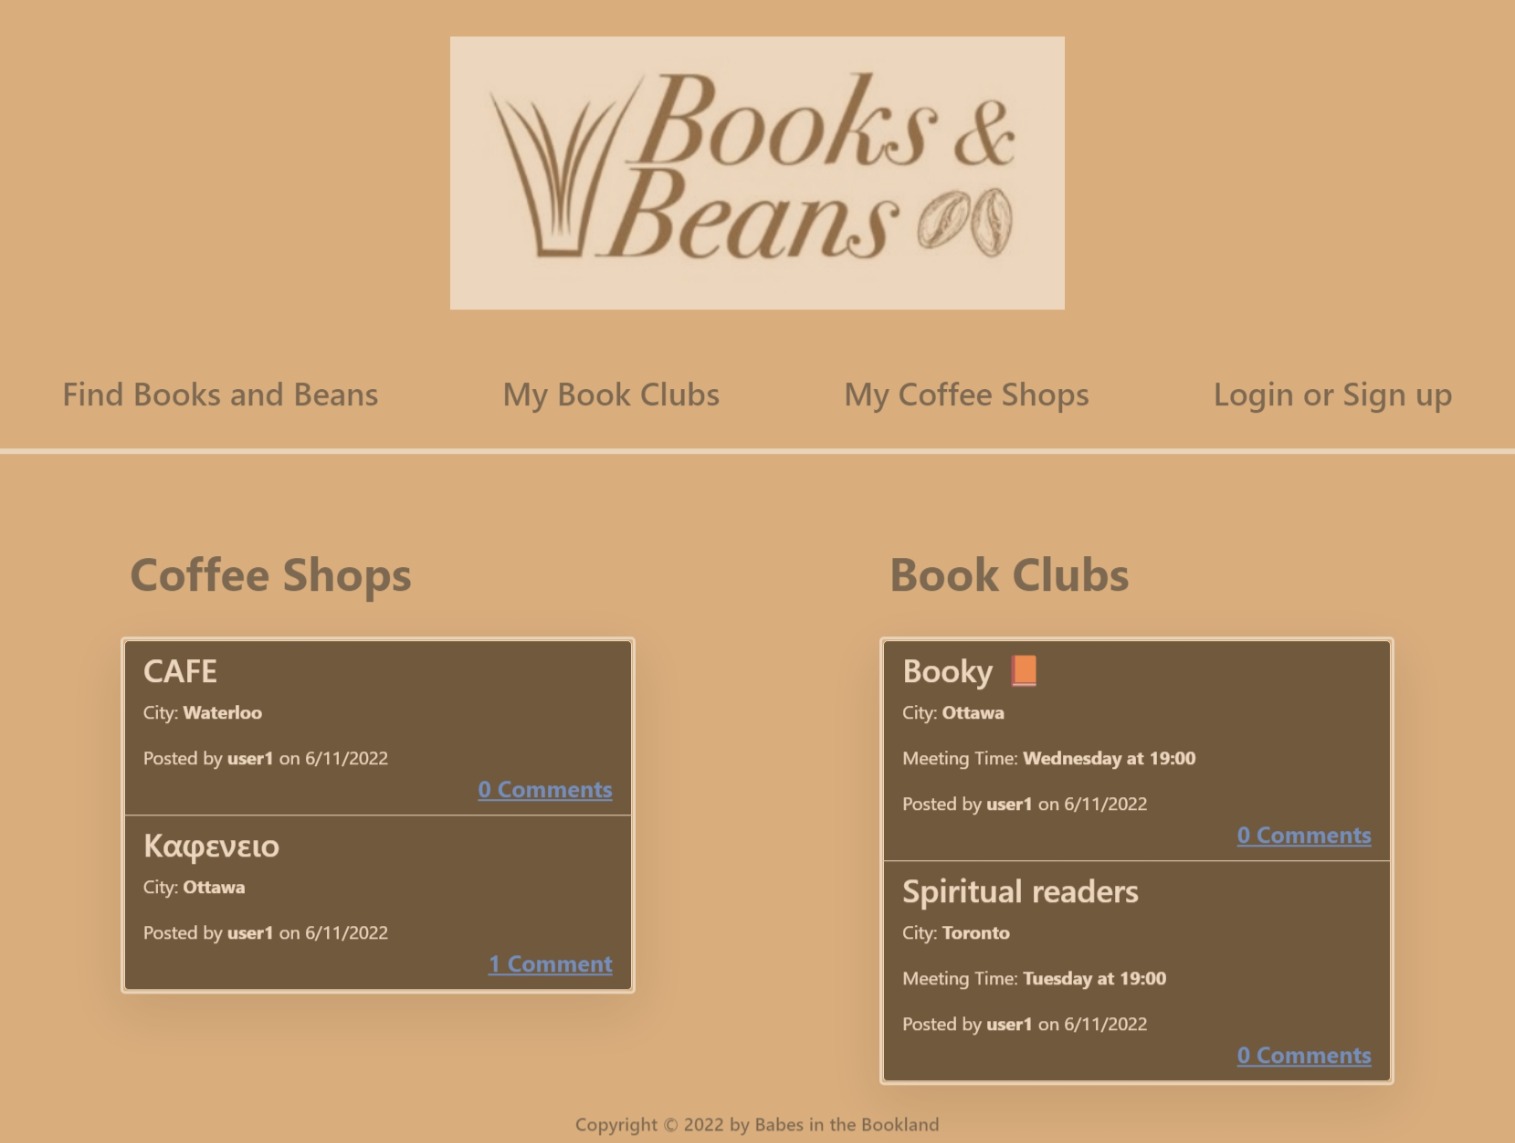 Books &
Beans
Find Books and Beans
My Book Clubs
My Coffee Shops
Login or Sign up
Coffee Shops
CAFE
City: Waterloo
Posted by user1 on 6/11/2022
0 Comments
Καφενειο
City: Ottawa
Posted by user1 on 6/11/2022
1 Comment
Book Clubs
Booky 📙
City: Ottawa
Meeting Time: Wednesday at 19:00
Posted by user1 on 6/11/2022
0 Comments
Spiritual readers
City: Toronto
Meeting Time: Tuesday at 19:00
Posted by user1 on 6/11/2022
0 Comments
Copyright © 2022 by Babes in the Bookland